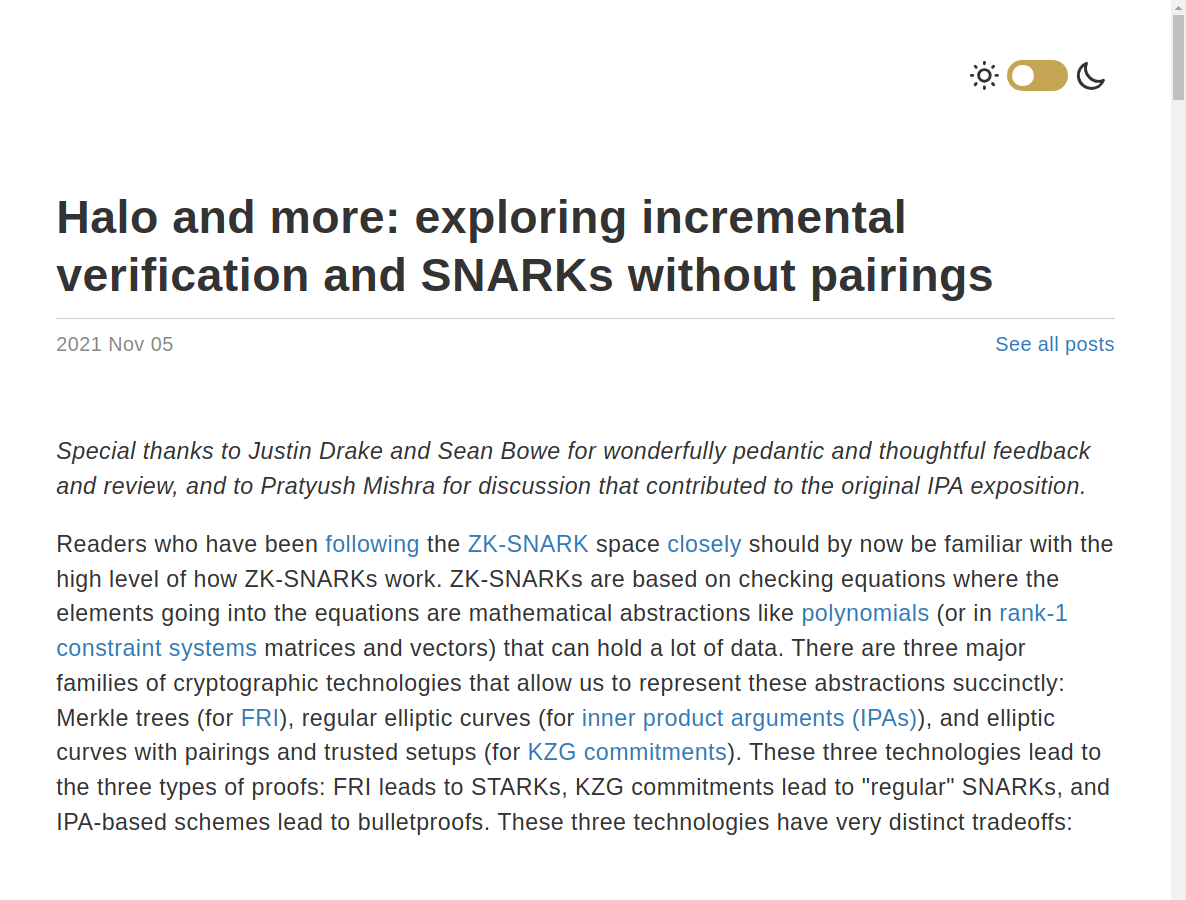 Halo and more: exploring incremental
verification and SNARKs without pairings
2021 Nov 05
See all posts
Special thanks to Justin Drake and Sean Bowe for wonderfully pedantic and thoughtful feedback
and review, and to Pratyush Mishra for discussion that contributed to the original IPA exposition.
Readers who have been following the ZK-SNARK space closely should by now be familiar with the
high level of how ZK-SNARKs work. ZK-SNARKs are based on checking equations where the
elements going into the equations are mathematical abstractions like polynomials (or in rank-1
constraint systems matrices and vectors) that can hold a lot of data. There are three major
families of cryptographic technologies that allow us to represent these abstractions succinctly:
Merkle trees (for FRI), regular elliptic curves (for inner product arguments (IPAs)), and elliptic
curves with pairings and trusted setups (for KZG commitments). These three technologies lead to
the three types of proofs: FRI leads to STARKs, KZG commitments lead to "regular" SNARKs, and
IPA-based schemes lead to bulletproofs. These three technologies have very distinct tradeoffs: